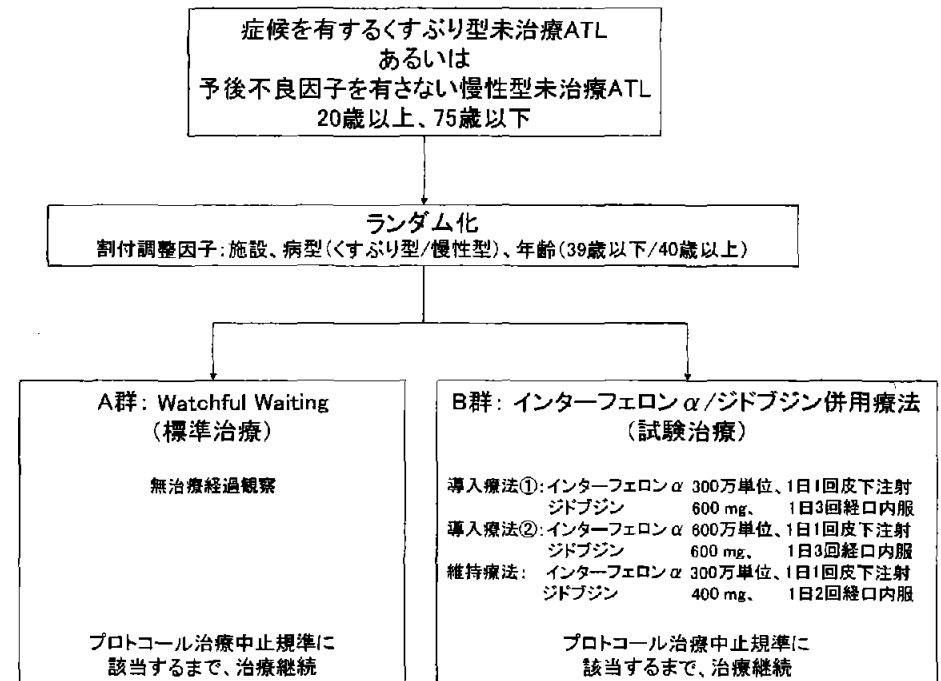 症候を有するくすぶり型未治療ATL
あるいは
予後不良因子を有さない慢性型未治療ATL
20歳以上、75歳以下
ランダム化
割付調整因子:施設、病型(くすぶり型/慢性型)、年齢(39歳以下/40歳以上)
A群: Watchful Waiting
(標準治療)
無治療経過観察
プロトコール治療中止規準に
該当するまで、治療継続
B群: インターフェロンα/ジドブジン併用療法
(試験治療)
導入療法①:インターフェロンα 300万単位、1日1回皮下注射
ジドブジン 600 mg、 1日3回経口内服
導入療法②:インターフェロンα 600万単位、1日1回皮下注射
ジドブジン 600 mg、 1日3回経口内服
維持療法: インターフェロンα 300万単位、1日1回皮下注射
ジドブジン 400 mg、 1日2回経口内服
プロトコール治療中止規準に
該当するまで、治療継続